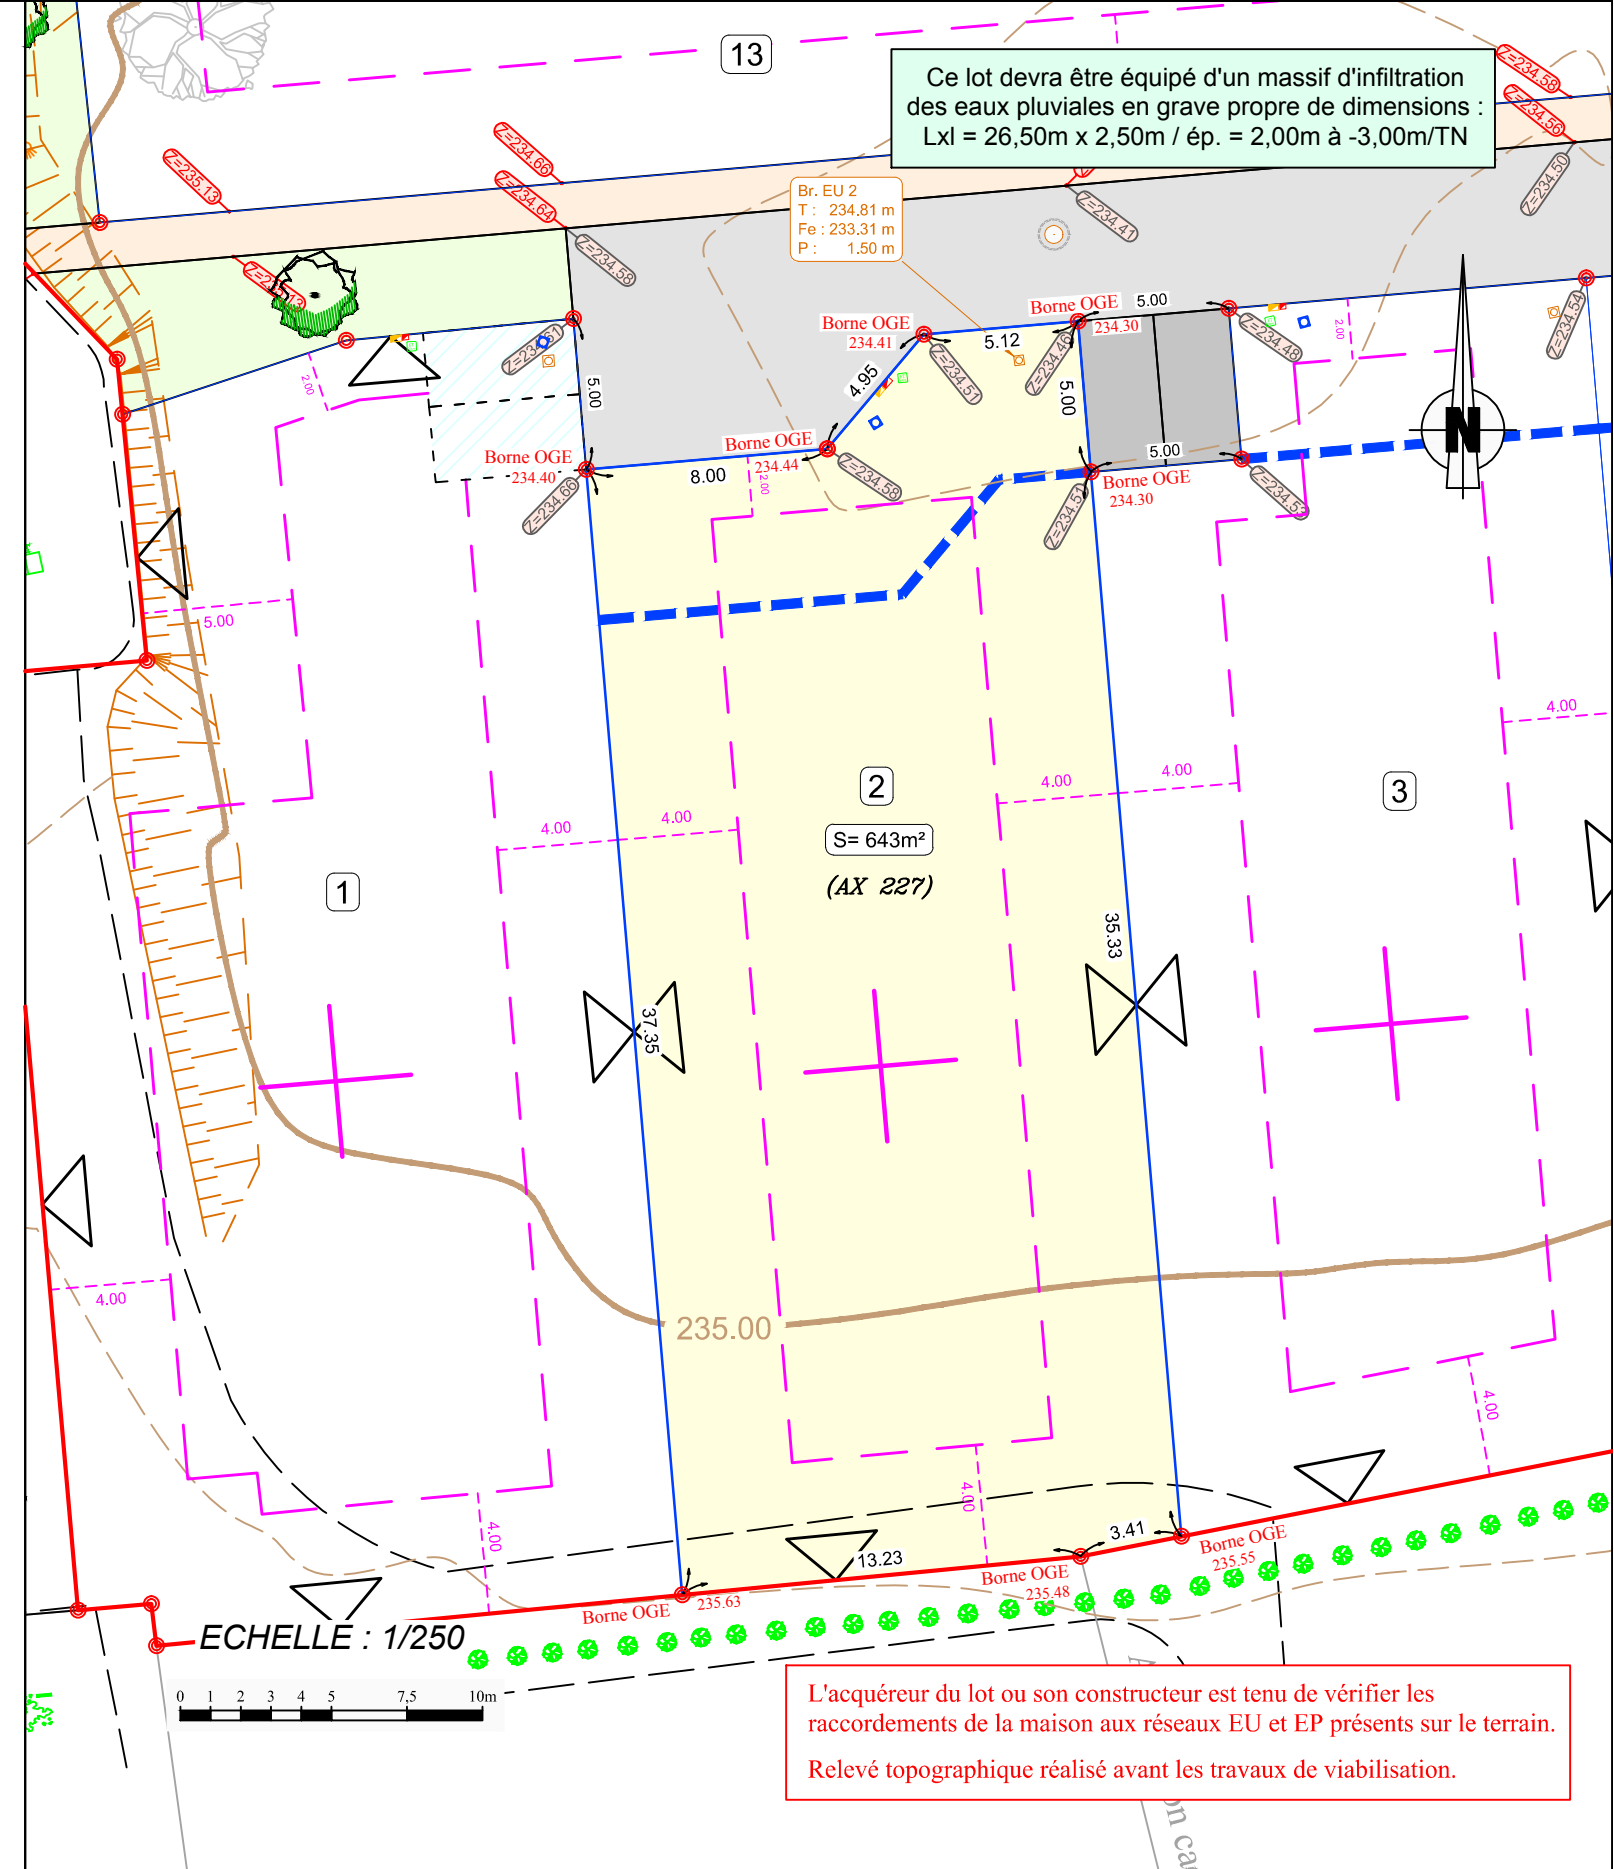 13
Ce lot devra être équipé d'un massif d'infiltration
des eaux pluviales en grave propre de dimensions :
Lxl = 26,50m x 2,50m / ép. = 2,00m à -3,00m/TN
Z=234.58
Z=234.56
Z=234.50
Z=234.66
Z=234.64
Z=235.13
Z=234.58
Z=234.41
Br. EU 2
T : 234.81 m
Fe : 233.31 m
P : 1.50 m
Borne OGE
234.41
Borne OGE
234.30
5.00
5.12
4.95
5.00
5.00
2.00
2.00
Z=234.51
Z=234.46
Z=234.48
Z=234.54
N
Borne OGE
234.40
8.00
Borne OGE
234.44
2.00
5.00
Borne OGE
234.30
Z=234.66
Z=234.58
Z=234.53
5.00
4.00
4.00
4.00
4.00
4.00
2
S= 643m²
(AX 227)
1
3
35.33
37.35
4.00
235.00
4.00
4.00
4.00
3.41
13.23
Borne OGE
235.55
Borne OGE
235.48
Borne OGE
235.63
ECHELLE : 1/250
0 1 2 3 4 5 7,5 10m
L'acquéreur du lot ou son constructeur est tenu de vérifier les
raccordements de la maison aux réseaux EU et EP présents sur le terrain.
Relevé topographique réalisé avant les travaux de viabilisation.